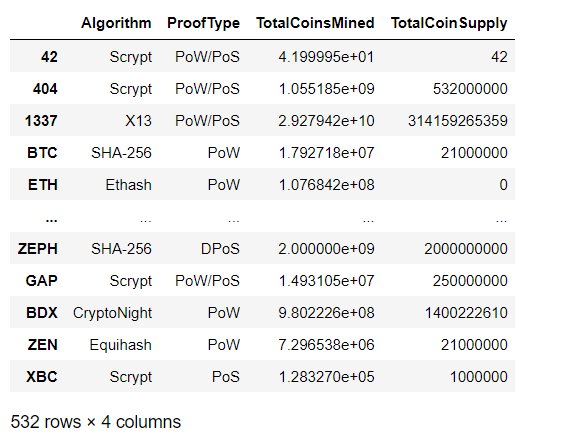 Algorithm ProofType TotalCoinsMined TotalCoinSupply
42 Scrypt PoW/PoS 4.199995e+01 42
404 Scrypt PoW/PoS 1.055185e+09 532000000
1337 X13 PoW/PoS 2.927942e+10 314159265359
BTC SHA-256 PoW 1.792718e+07 21000000
ETH Ethash PoW 1.076842e+08 0
... ... ... ... ...
ZEPH SHA-256 DPoS 2.000000e+09 2000000000
GAP Scrypt PoW/PoS 1.493105e+07 250000000
BDX CryptoNight PoW 9.802226e+08 1400222610
ZEN Equihash PoW 7.296538e+06 21000000
XBC Scrypt PoS 1.283270e+05 1000000
532 rows × 4 columns